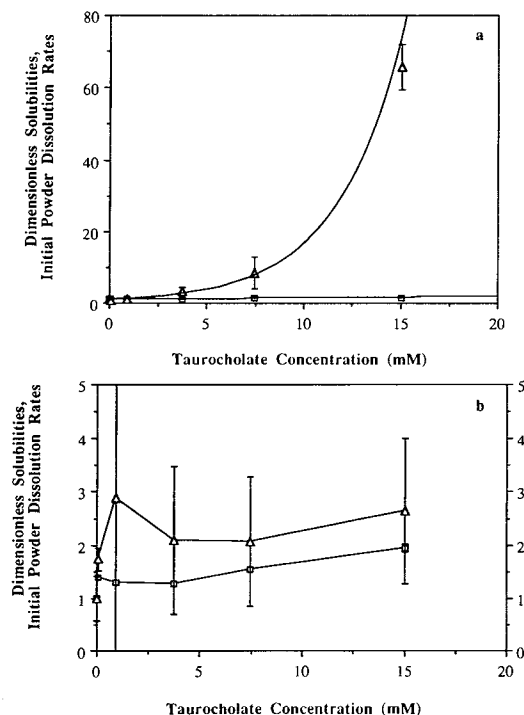 a
Dimensionless Solubilities,
Initial Powder Dissolution Rates
80
60
40
20
0
0 5 10 15 20
Taurocholate Concentration (mM)
b
Dimensionless Solubilities,
Initial Powder Dissolution Rates
5 5
4 4
3 3
2 2
1 1
0 0
0 5 10 15 20
Taurocholate Concentration (mM)